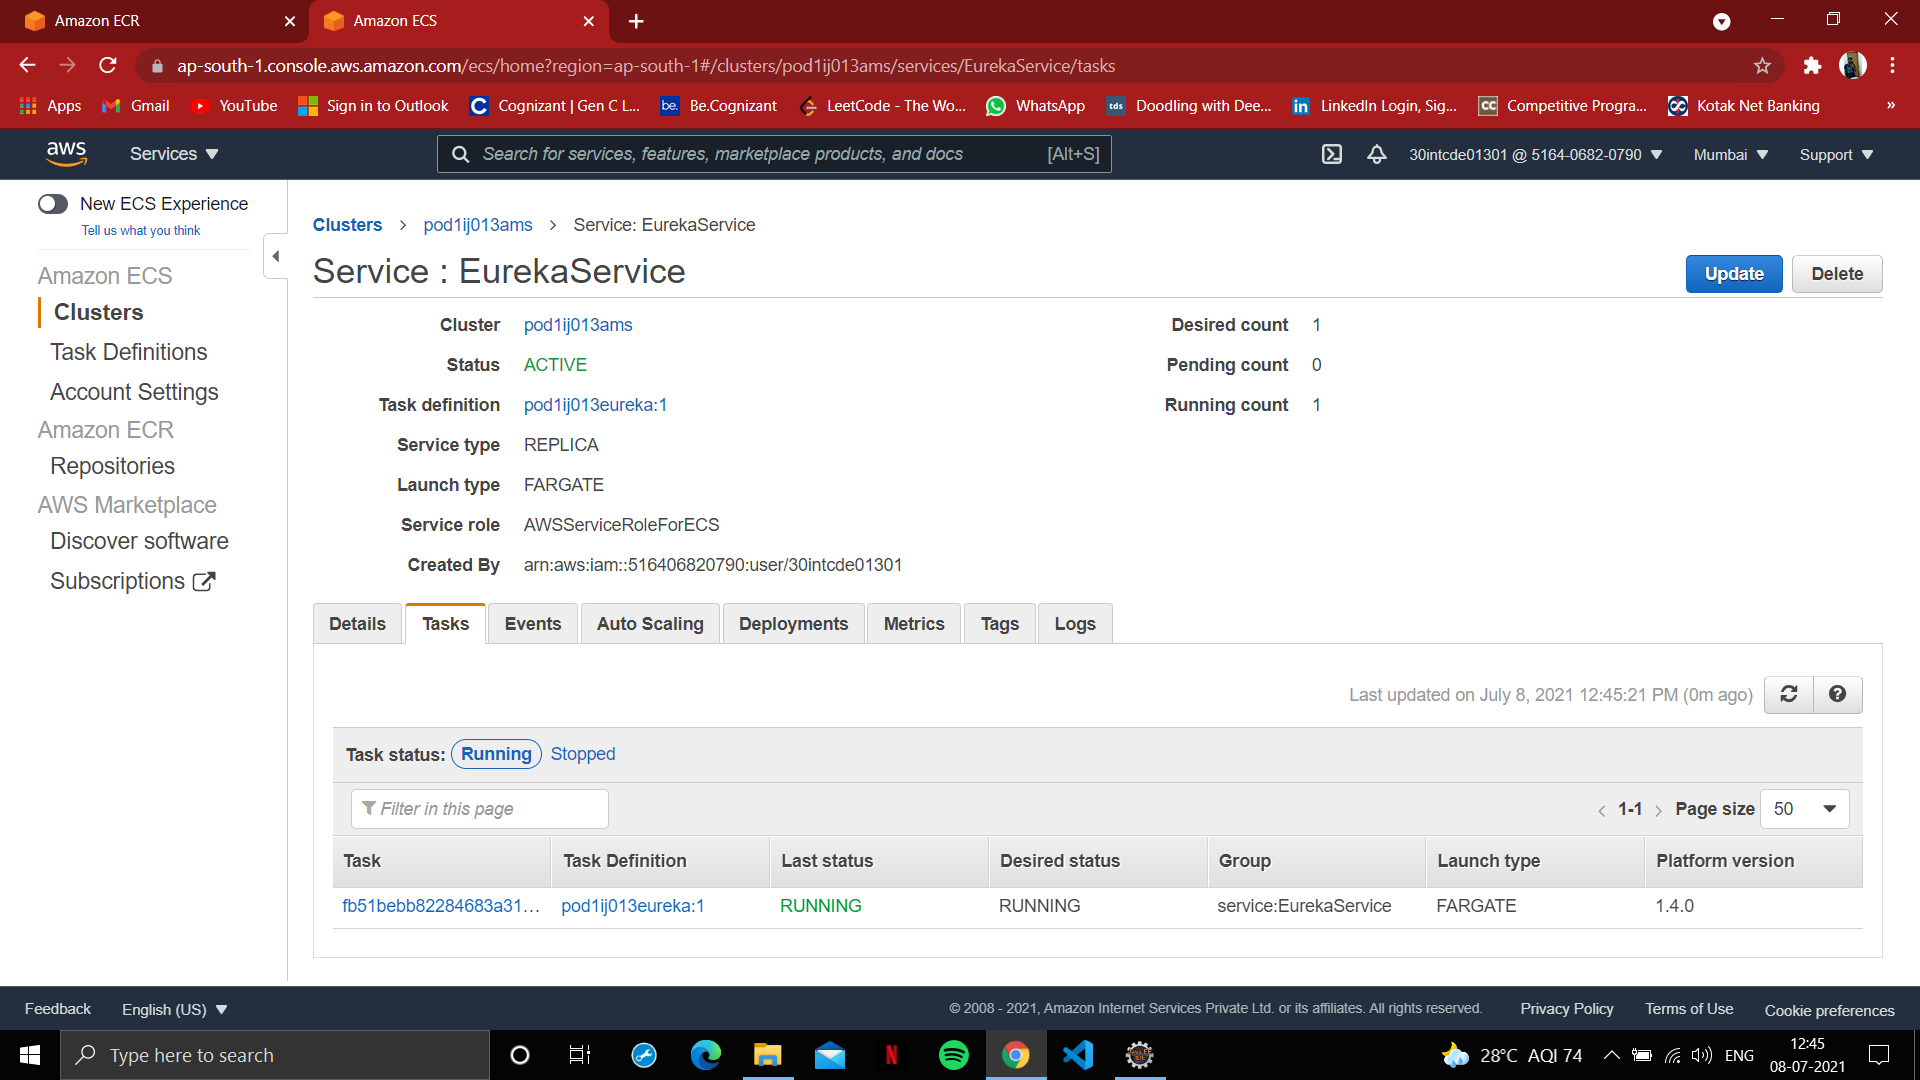 Amazon ECR
Amazon ECS
ap-south-1.console.aws.amazon.com/ecs/home?region=ap-south-1#/clusters/pod1ij013ams/services/EurekaService/tasks
Apps Gmail YouTube Sign in to Outlook Cognizant | Gen C L... Be.Cognizant LeetCode - The Wo... WhatsApp tds Doodling with Dee... LinkedIn Login, Sig... CC Competitive Progra... Kotak Net Banking »
aws Services Search for services, features, marketplace products, and docs [Alt+S] 30intcde01301 @ 5164-0682-0790 Mumbai Support
New ECS Experience
Tell us what you think
Amazon ECS
Clusters
Task Definitions
Account Settings
Amazon ECR
Repositories
AWS Marketplace
Discover software
Subscriptions
Clusters > pod1ij013ams > Service: EurekaService
Service : EurekaService
Update Delete
Cluster pod1ij013ams
Status ACTIVE
Task definition pod1ij013eureka:1
Service type REPLICA
Launch type FARGATE
Service role AWSServiceRoleForECS
Created By arn:aws:iam::516406820790:user/30intcde01301
Desired count 1
Pending count 0
Running count 1
Details Tasks Events Auto Scaling Deployments Metrics Tags Logs
Last updated on July 8, 2021 12:45:21 PM (0m ago)
Task status: Running Stopped
Filter in this page
< 1-1 > Page size 50
Task Task Definition Last status Desired status Group Launch type Platform version
fb51bebb82284683a31... pod1ij013eureka:1 RUNNING RUNNING service:EurekaService FARGATE 1.4.0
Feedback English (US) © 2008 - 2021, Amazon Internet Services Private Ltd. or its affiliates. All rights reserved. Privacy Policy Terms of Use Cookie preferences
Type here to search
28°C AQI 74 ENG
12:45
08-07-2021